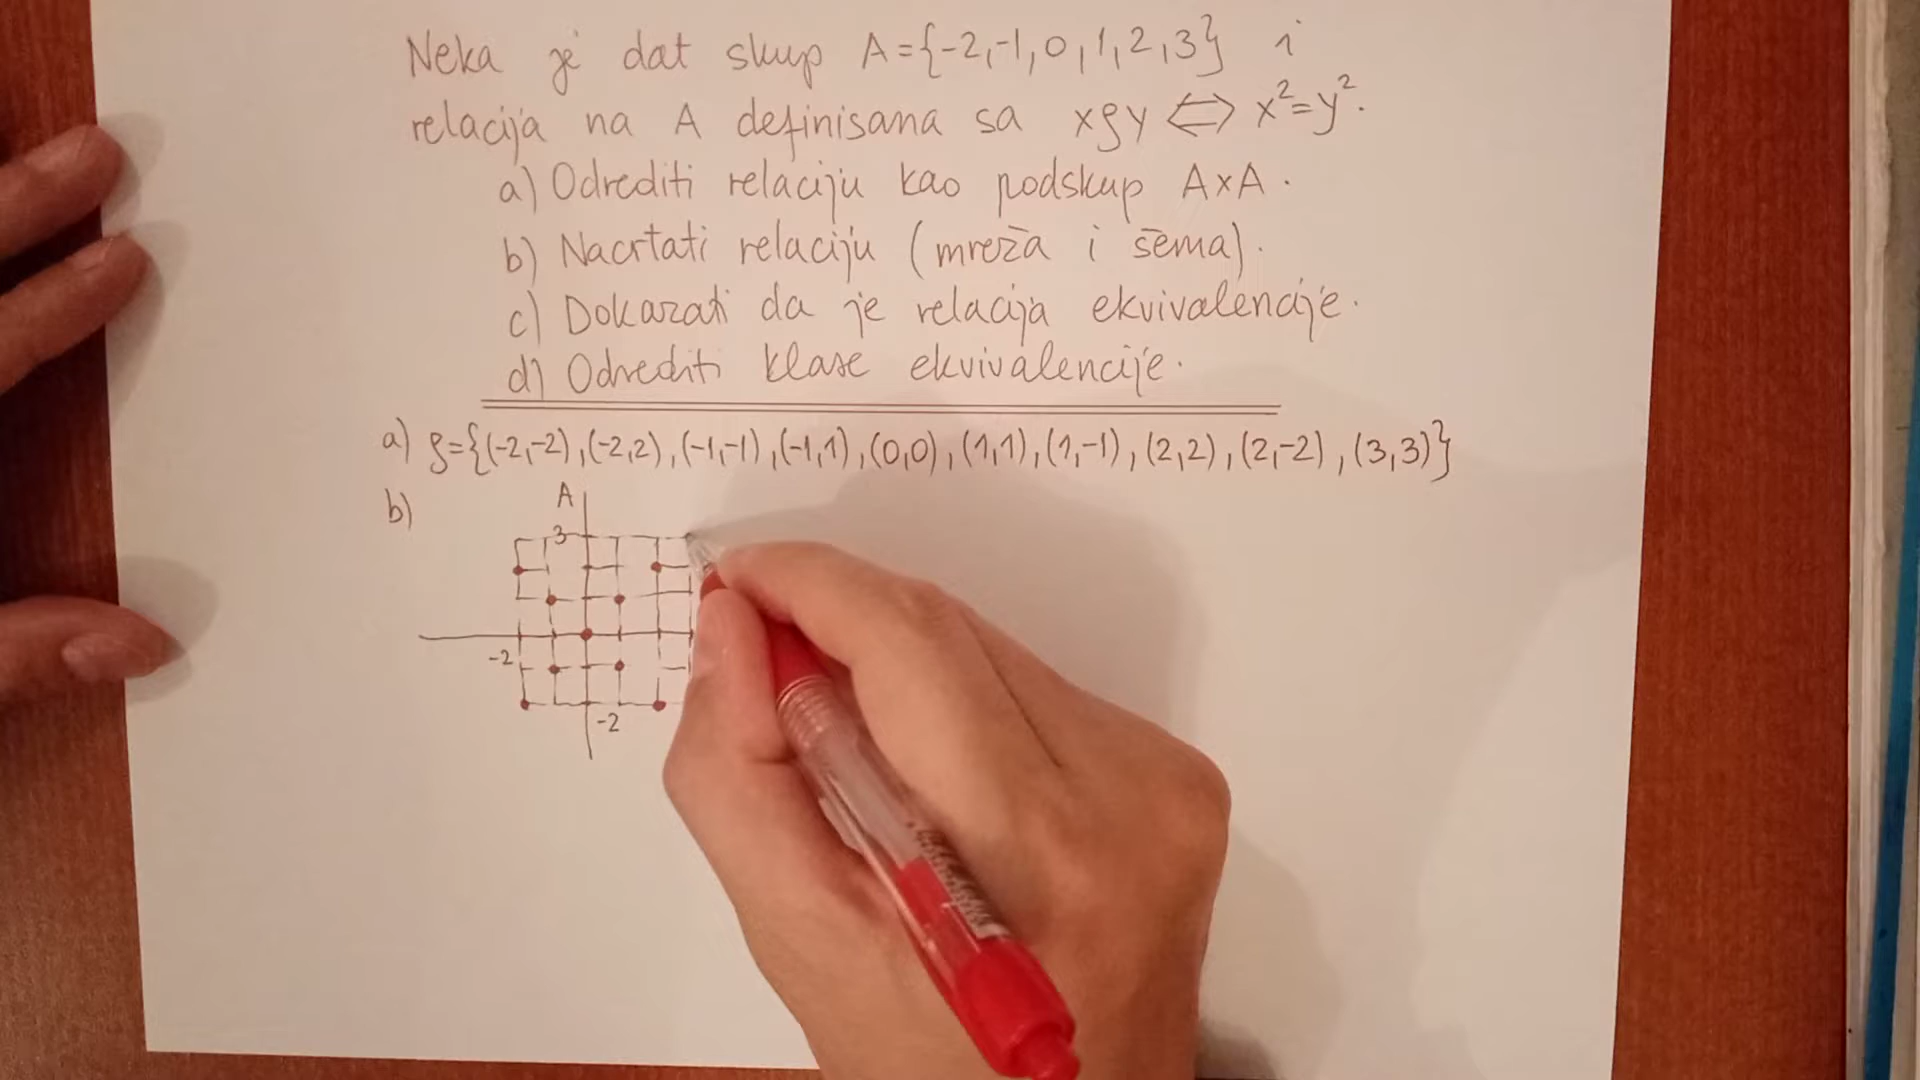 Neka je dat skup A={-2,-1,0,1,2,3} i
relacija na A definisana sa xρy ⇔ x²=y².
a) Odrediti relaciju kao podskup A×A.
b) Nacrtati relaciju (mreža i šema).
c) Dokazati da je relacija ekvivalencije.
d) Odrediti klase ekvivalencije.
a) ρ={(-2,-2),(-2,2),(-1,-1),(-1,1),(0,0),(1,1),(1,-1),(2,2),(2,-2),(3,3)}
b)
A
3
-2
-2